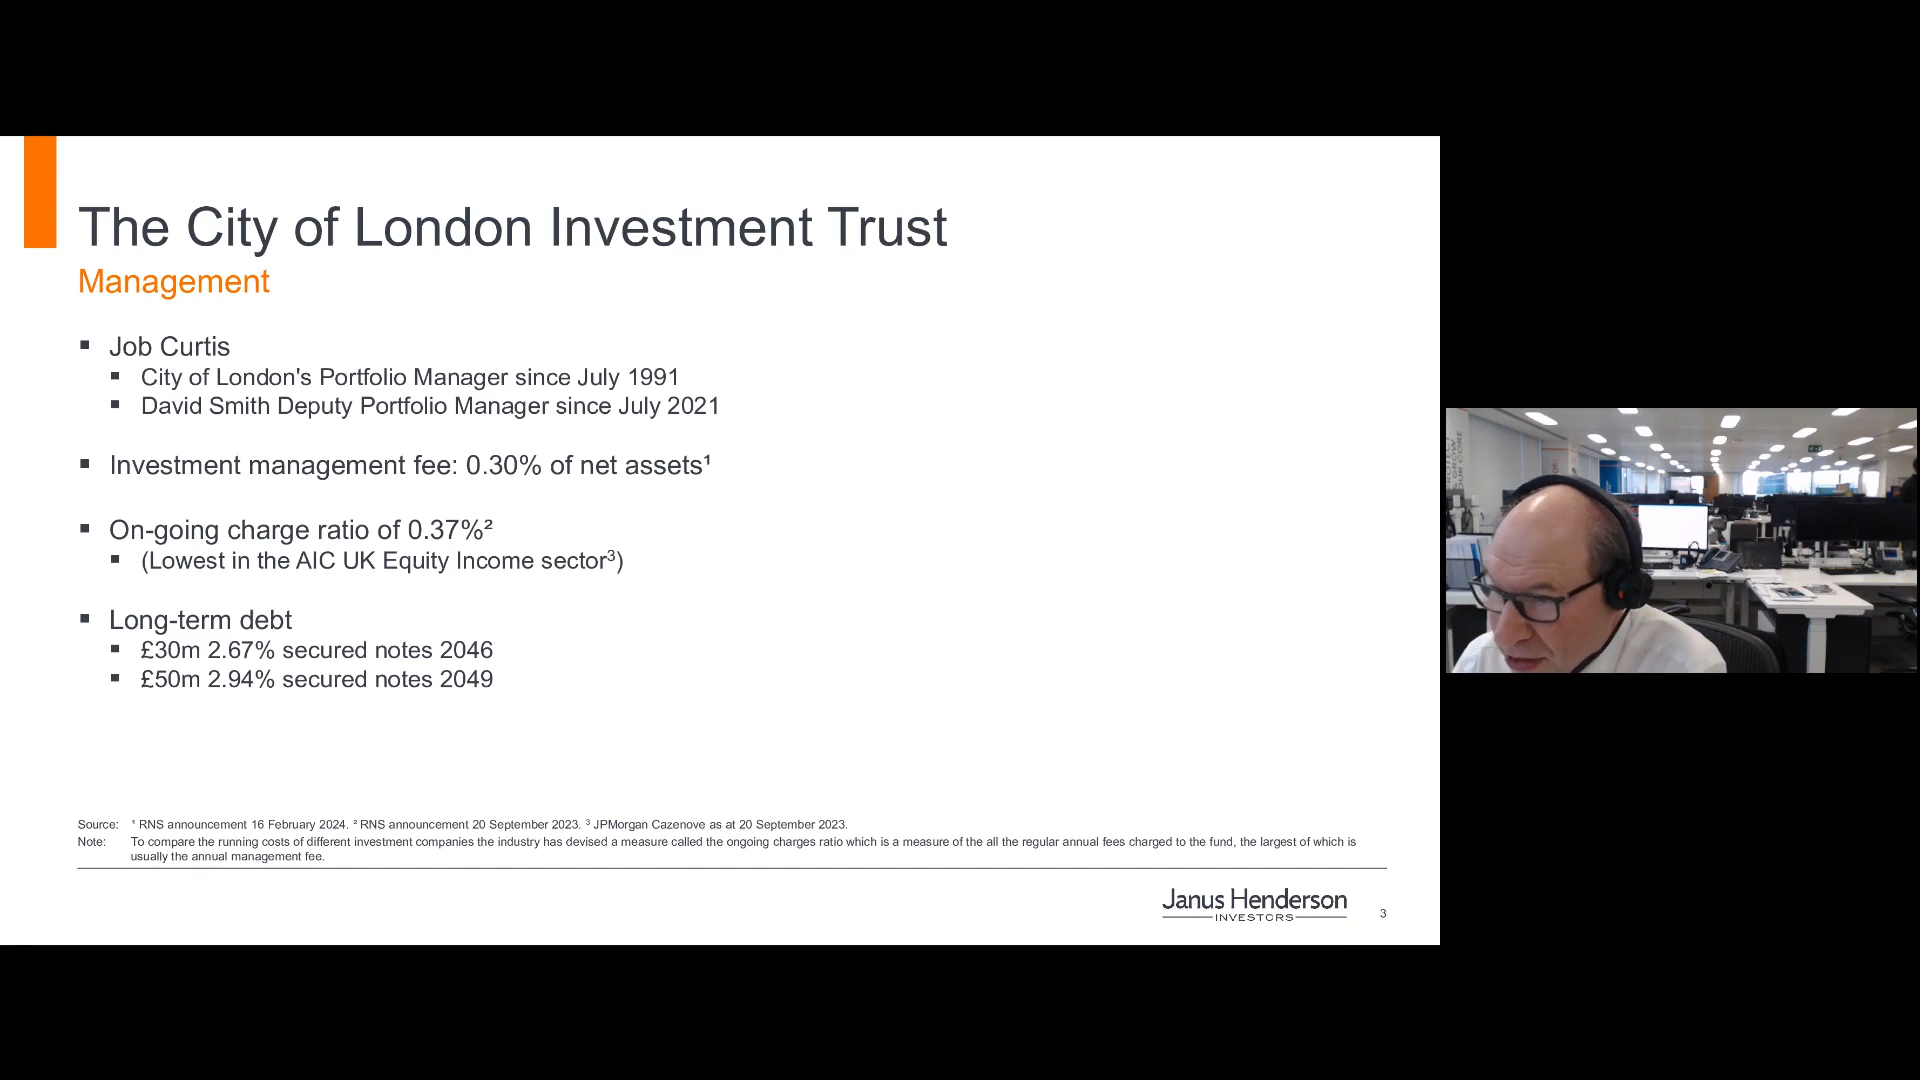 The City of London Investment Trust
Management
▪ Job Curtis
▪ City of London's Portfolio Manager since July 1991
▪ David Smith Deputy Portfolio Manager since July 2021
▪ Investment management fee: 0.30% of net assets¹
▪ On-going charge ratio of 0.37%²
▪ (Lowest in the AIC UK Equity Income sector³)
▪ Long-term debt
▪ £30m 2.67% secured notes 2046
▪ £50m 2.94% secured notes 2049
Source: ¹ RNS announcement 16 February 2024. ² RNS announcement 20 September 2023. ³ JPMorgan Cazenove as at 20 September 2023.
Note: To compare the running costs of different investment companies the industry has devised a measure called the ongoing charges ratio which is a measure of the all the regular annual fees charged to the fund, the largest of which is
usually the annual management fee.
Janus Henderson
INVESTORS
3